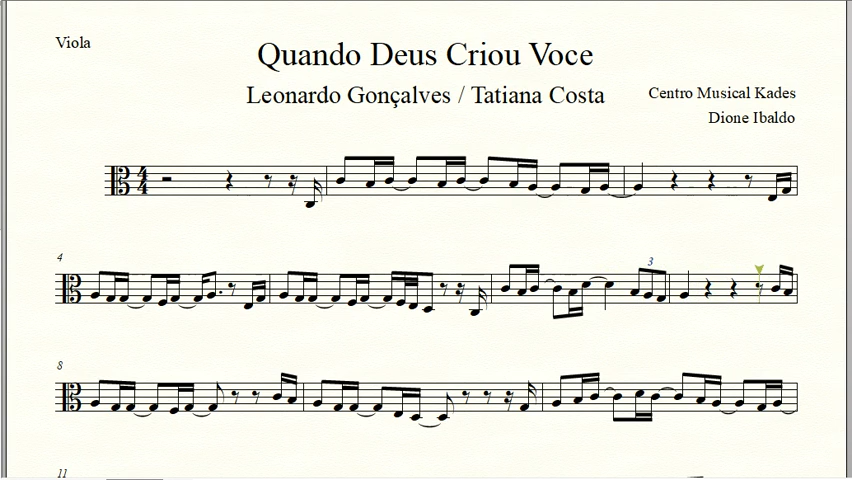 Viola
Quando Deus Criou Voce
Leonardo Gonçalves / Tatiana Costa
Centro Musical Kades
Dione Ibaldo
4
4
4
3
8
11